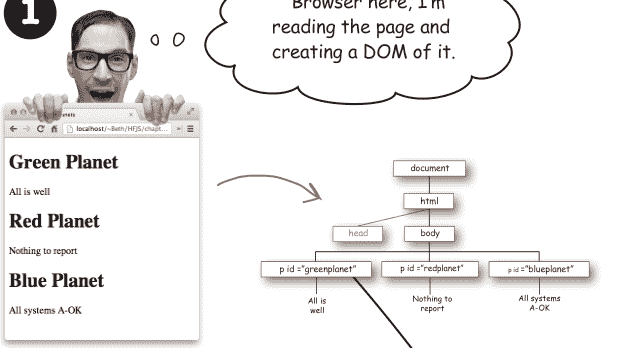 1
Browser here, I'm
reading the page and
creating a DOM of it.
localhost/~Beth/HFJS/chapt...
Green Planet
All is well
Red Planet
Nothing to report
Blue Planet
All systems A-OK
document
html
head
body
p id ="greenplanet"
p id ="redplanet"
p id ="blueplanet"
All is
well
Nothing to
report
All systems
A-OK